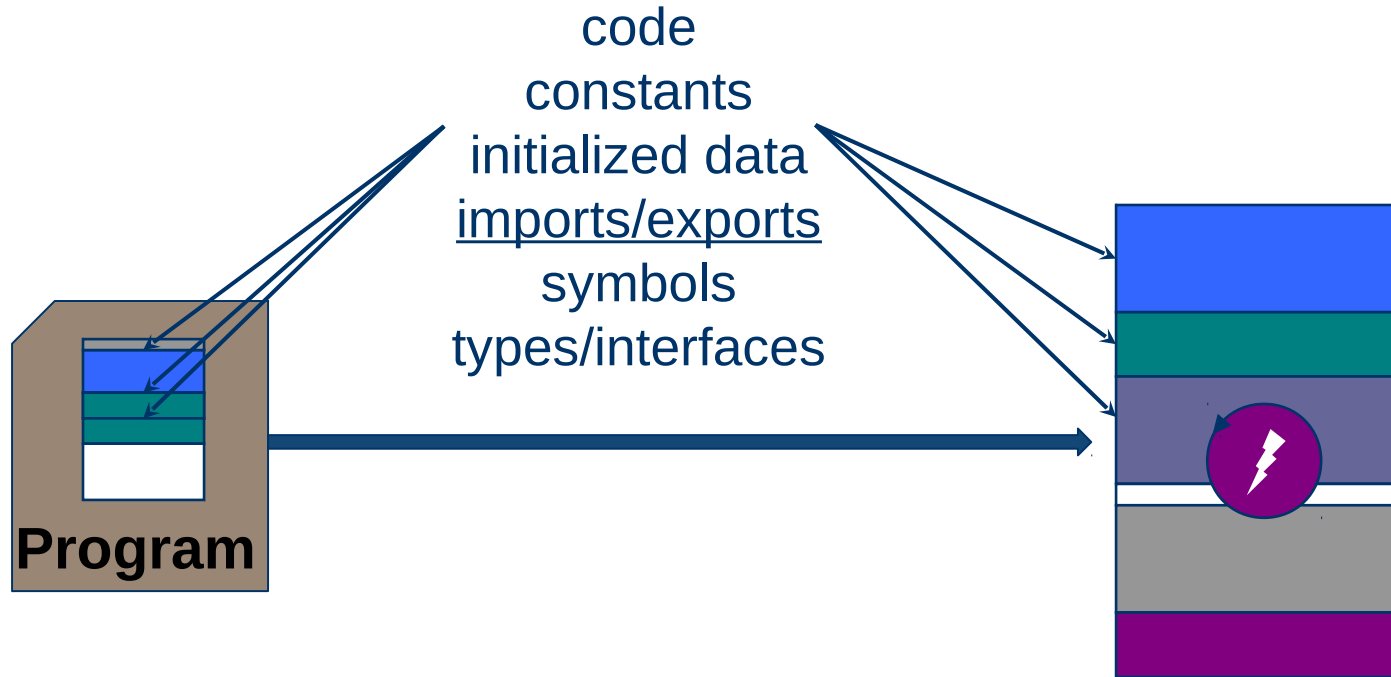 code
constants
initialized data
imports/exports
symbols
types/interfaces
Program